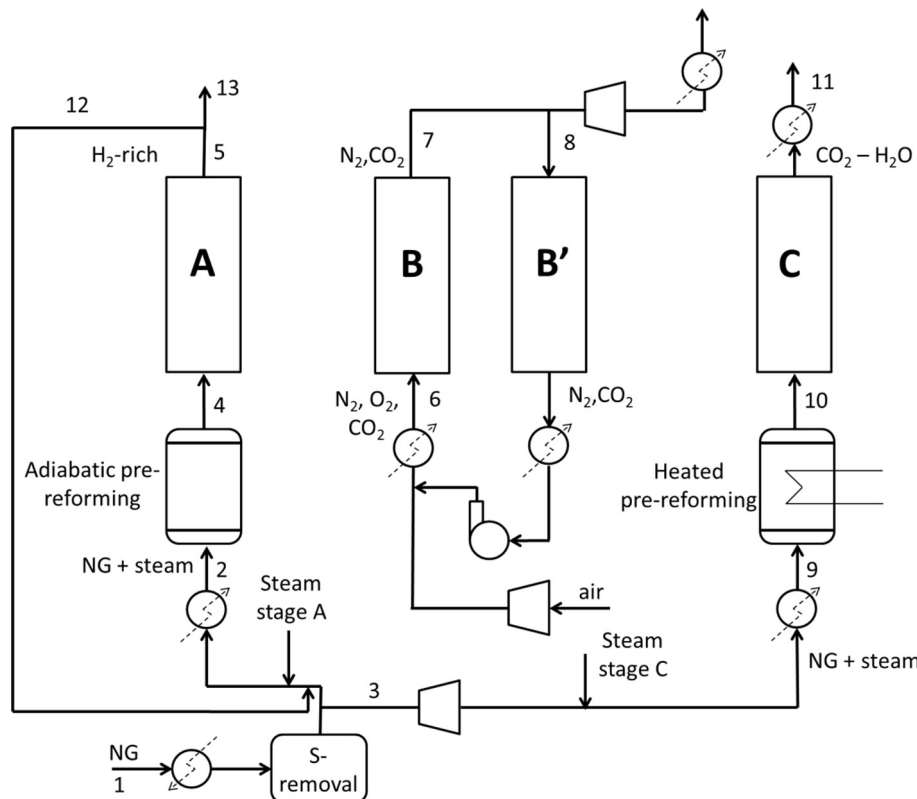 12
13
H₂-rich
5
A
4
Adiabatic pre-
reforming
NG + steam
2
Steam
stage A
NG
1
S-
removal
3
N₂,CO₂
7
8
B
B’
N₂, O₂,
CO₂
6
N₂,CO₂
air
Steam
stage C
11
CO₂ – H₂O
C
10
Heated
pre-reforming
9
NG + steam